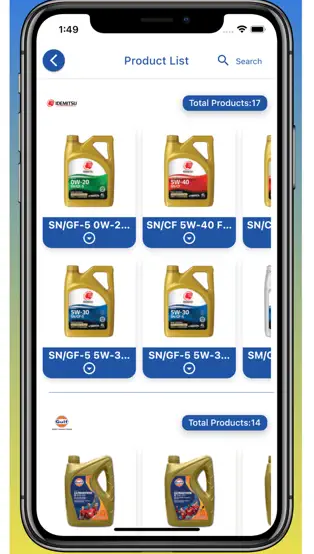 1:49
Product List
Search
IDEMITSU
Total Products:17
0W-20
5W-40
SN/GF-5 0W-2...
SN/CF 5W-40 F...
SN/C
5W-30
5W-30
SN/GF-5 5W-3...
SN/GF-5 5W-3...
SM/C
Gulf
Total Products:14